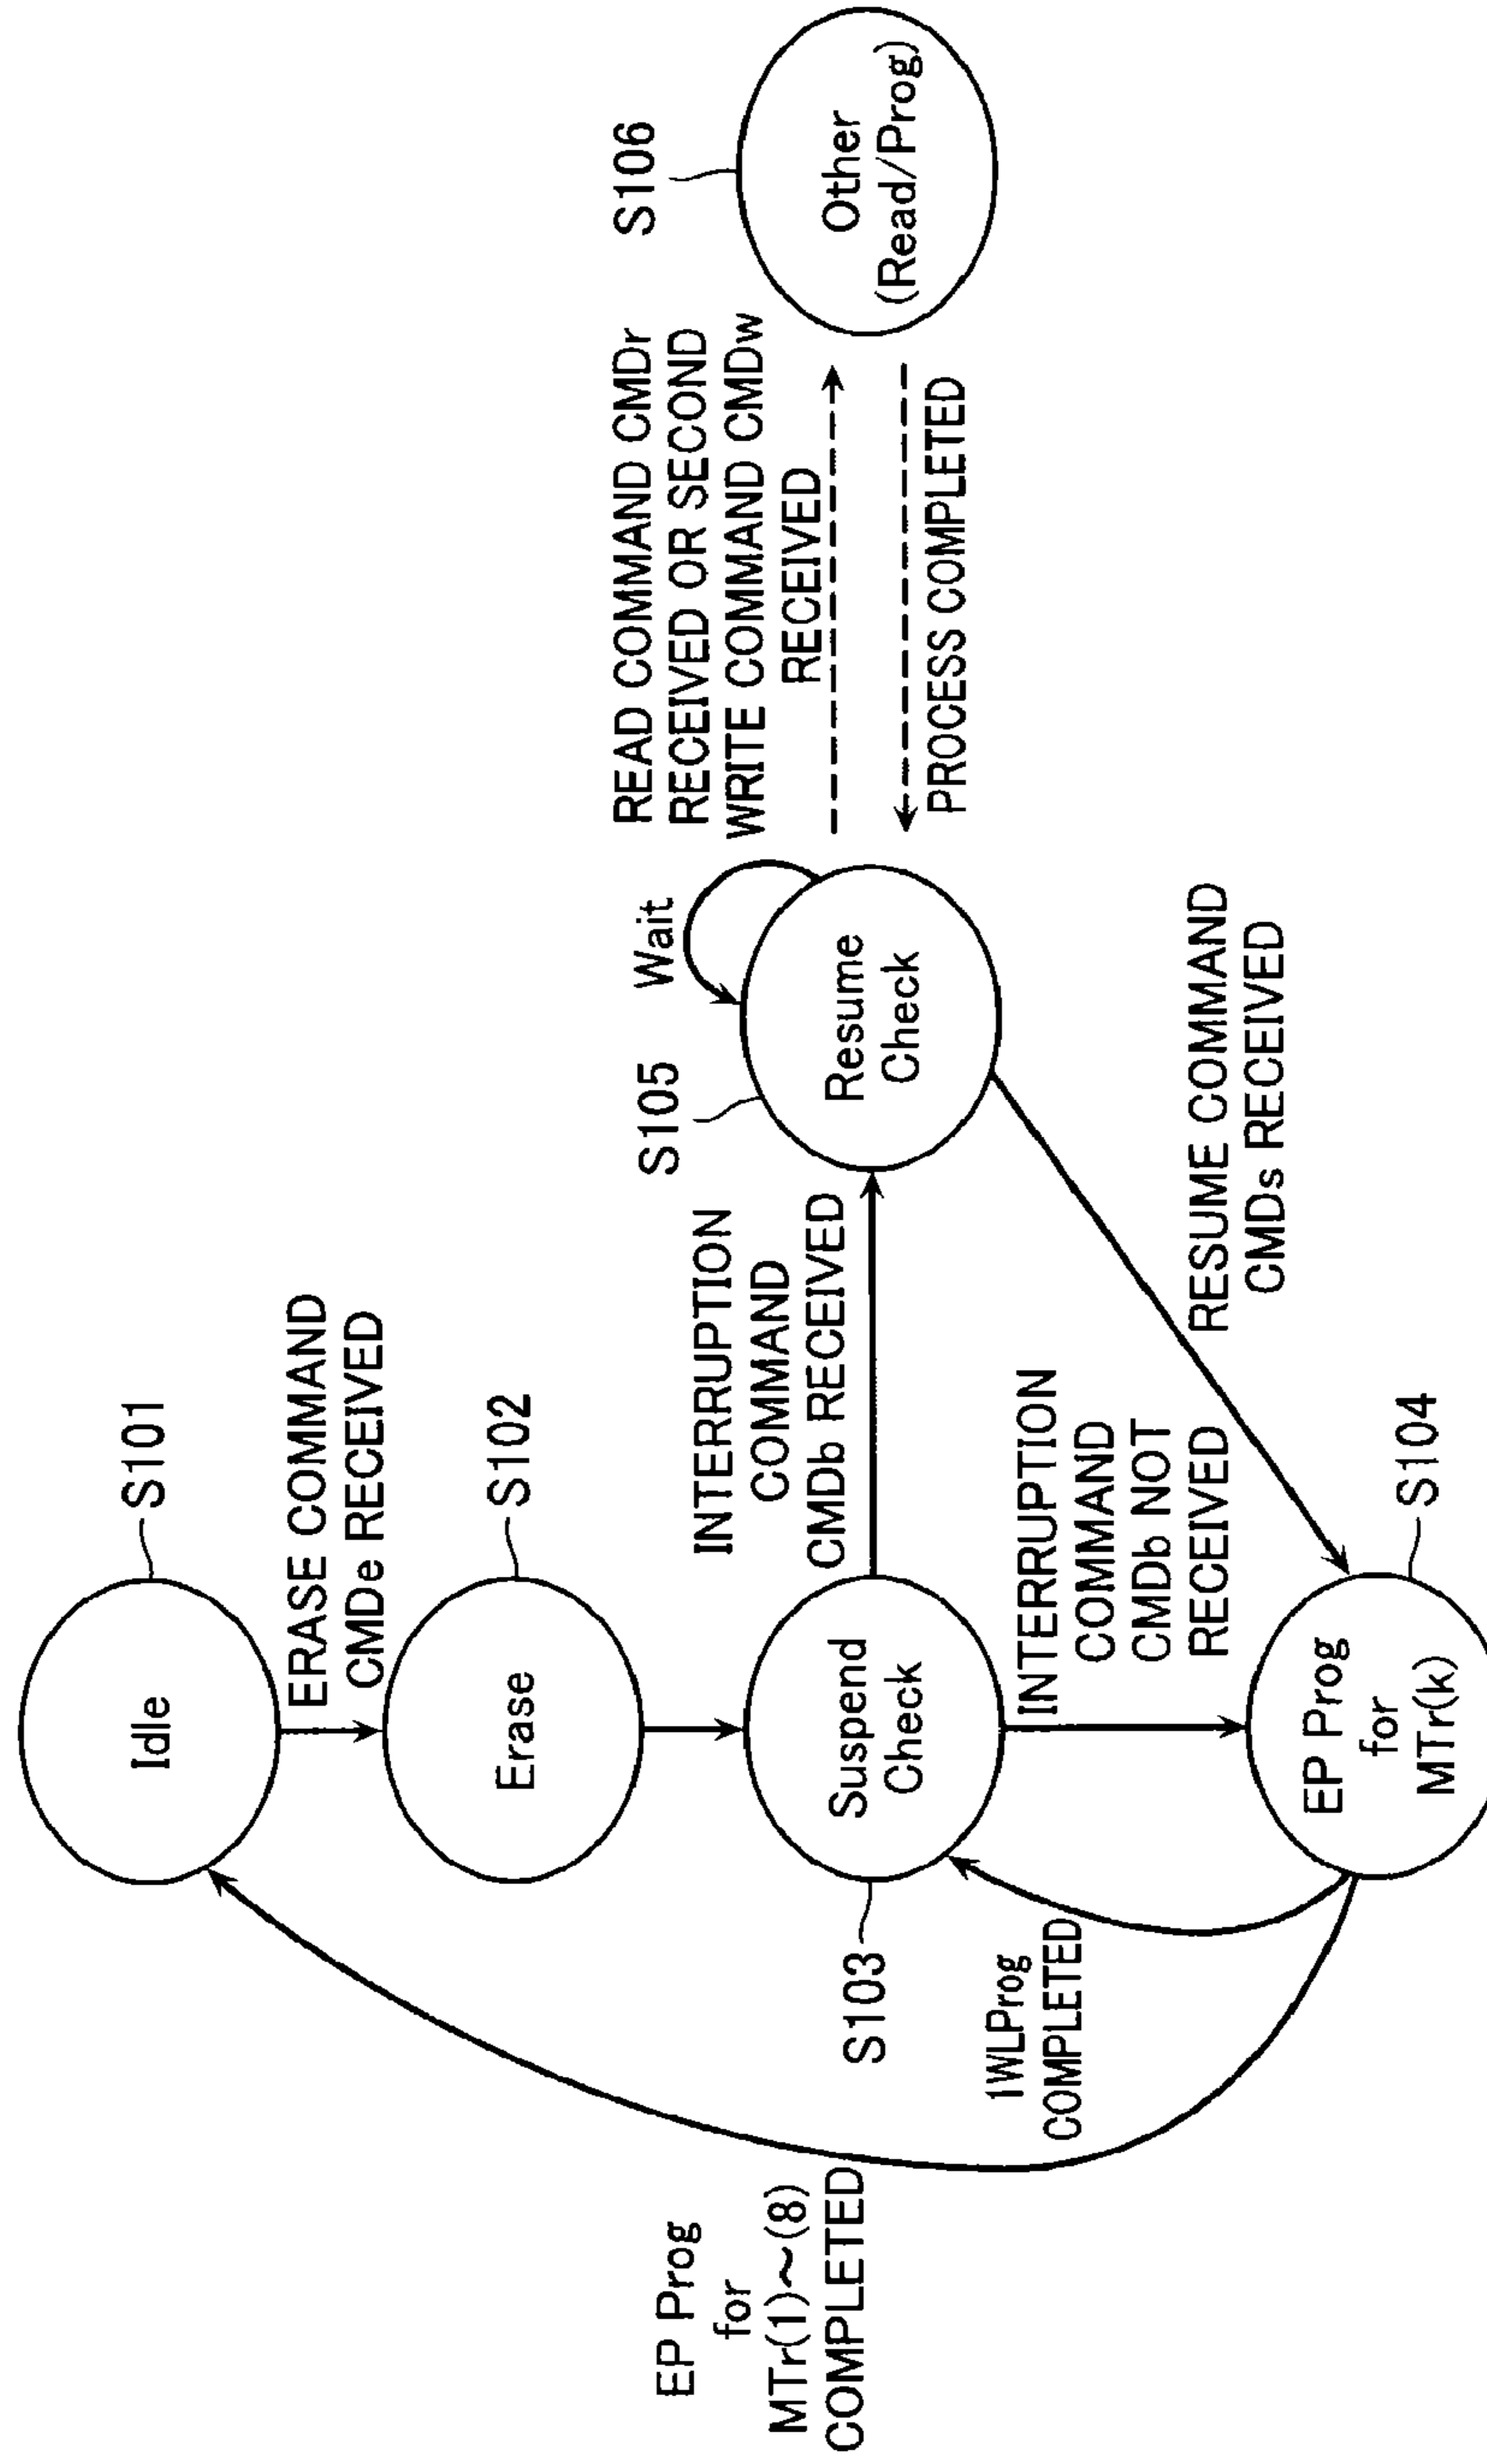 S101
Idle
ERASE COMMAND
CMDe RECEIVED
S102
Erase
EP Prog
for
MTr(1)~(8)
COMPLETED
S103
Suspend
Check
INTERRUPTION
COMMAND
CMDb RECEIVED
S105
Wait
Resume
Check
READ COMMAND CMDr
RECEIVED OR SECOND
WRITE COMMAND CMDw
RECEIVED
PROCESS COMPLETED
S106
Other
(Read/Prog)
1WLProg
COMPLETED
INTERRUPTION
COMMAND
CMDb NOT
RECEIVED
RESUME COMMAND
CMDs RECEIVED
EP Prog
for
MTr(k)
S104